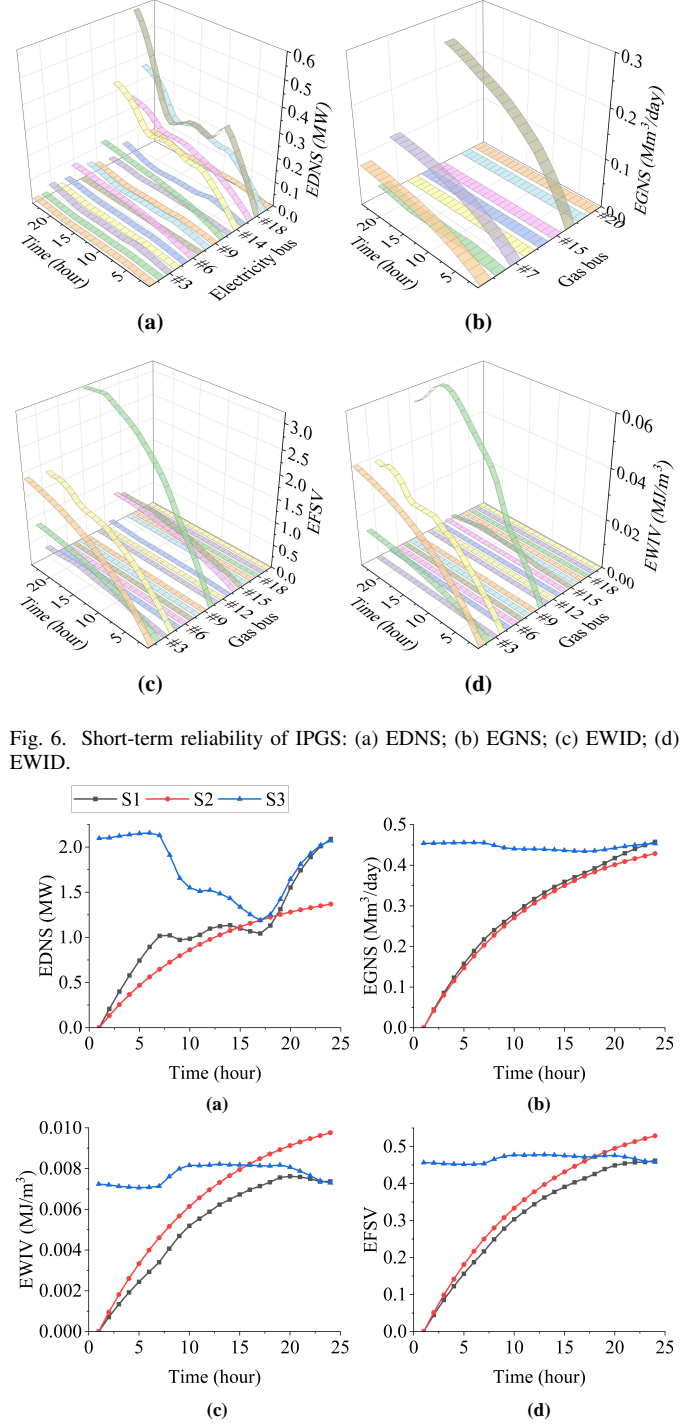 0.6
0.5
0.4
0.3
0.2
0.1
0.0
EDNS (MW)
20
15
10
5
Time (hour)
#3
#6
#9
#14
#18
Electricity bus
(a)
0.3
0.2
0.1
0.0
EGNS (Mm³/day)
20
15
10
5
Time (hour)
#7
#15
#20
Gas bus
(b)
3.0
2.5
2.0
1.5
1.0
0.5
0.0
EFSV
20
15
10
5
Time (hour)
#3
#6
#9
#12
#15
#18
Gas bus
(c)
0.06
0.04
0.02
0.00
EWIV (MJ/m³)
20
15
10
5
Time (hour)
#3
#6
#9
#12
#15
#18
Gas bus
(d)
Fig. 6. Short-term reliability of IPGS: (a) EDNS; (b) EGNS; (c) EWID; (d)
EWID.
S1 S2 S3
2.0
1.5
1.0
0.5
0.0
EDNS (MW)
0 5 10 15 20 25
Time (hour)
(a)
0.5
0.4
0.3
0.2
0.1
0.0
EGNS (Mm³/day)
0 5 10 15 20 25
Time (hour)
(b)
0.010
0.008
0.006
0.004
0.002
0.000
EWIV (MJ/m³)
0 5 10 15 20 25
Time (hour)
(c)
0.5
0.4
0.3
0.2
0.1
0.0
EFSV
0 5 10 15 20 25
Time (hour)
(d)